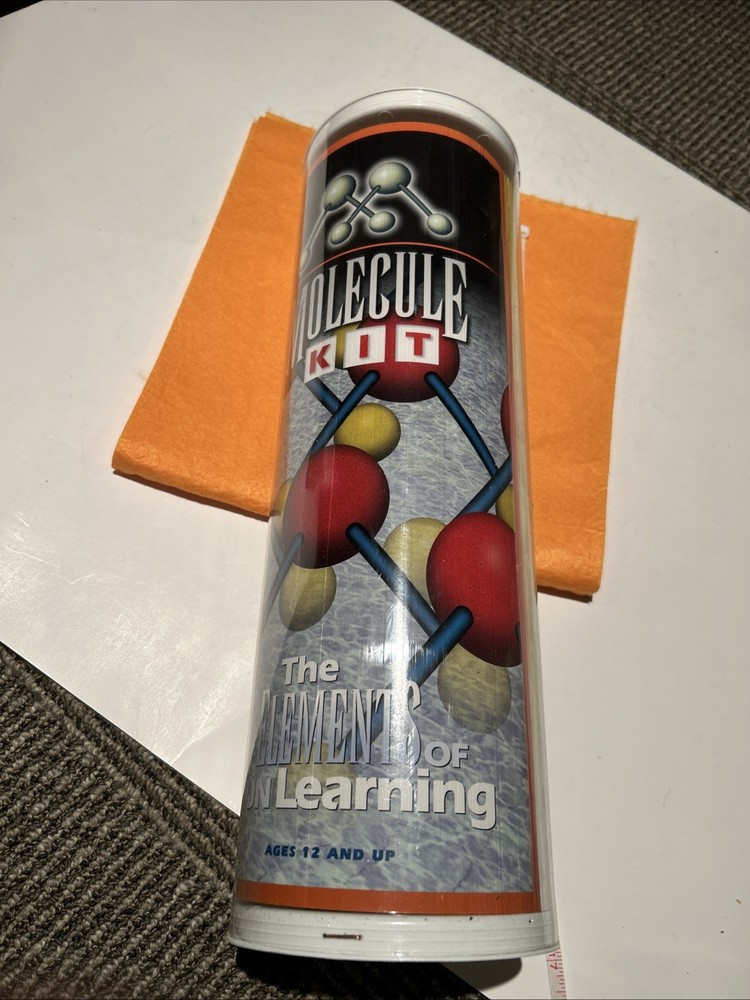 MOLECULE
KIT
The
ELEMENTS OF
Learning
AGES 12 AND UP